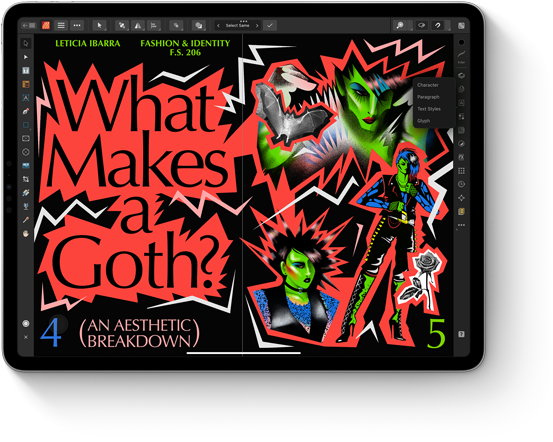 Select Same
LETICIA IBARRA
FASHION & IDENTITY
F.S. 206
What
Makes
a
Goth?
4
(AN AESTHETIC
BREAKDOWN)
Character
Paragraph
Text Styles
Glyph
5